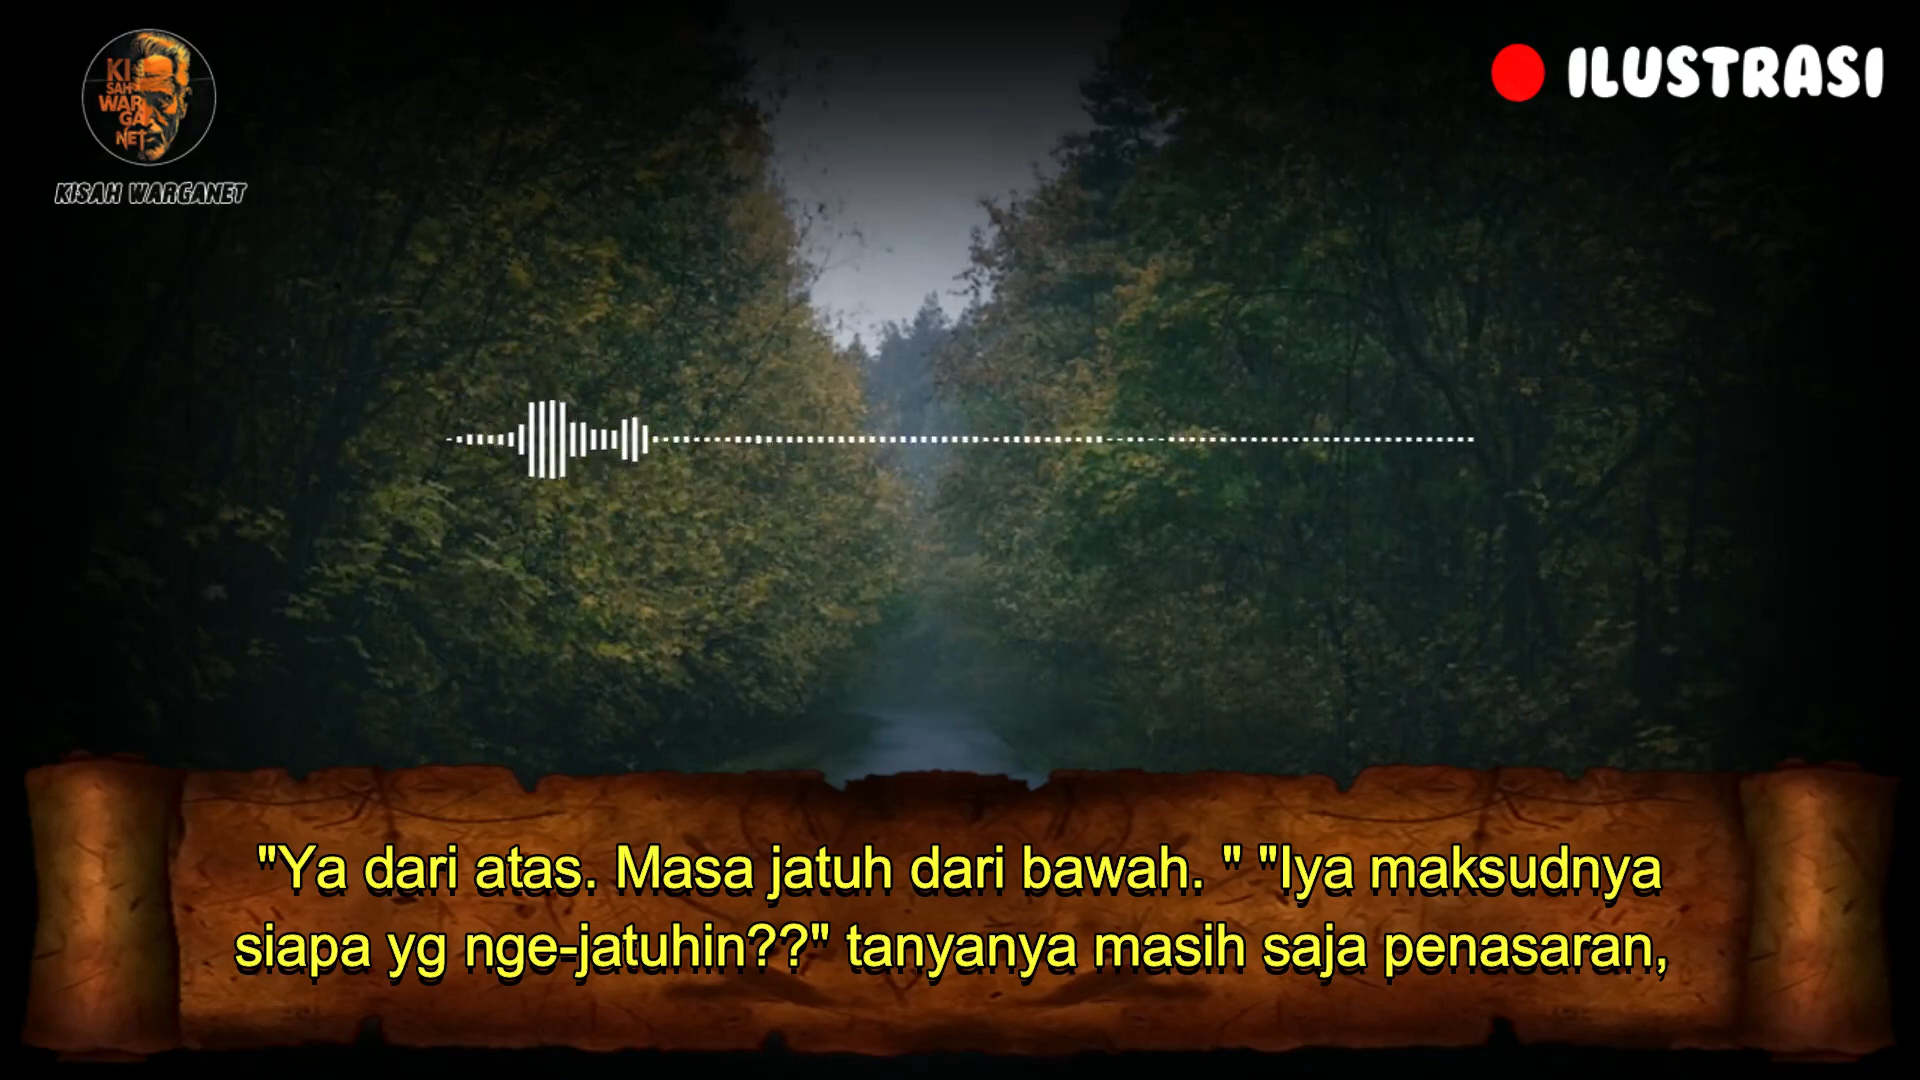 KI
SAH
WAR
GA
NET
KISAH WARGANET
ILUSTRASI
"Ya dari atas. Masa jatuh dari bawah. " "Iya maksudnya
siapa yg nge-jatuhin??" tanyanya masih saja penasaran,